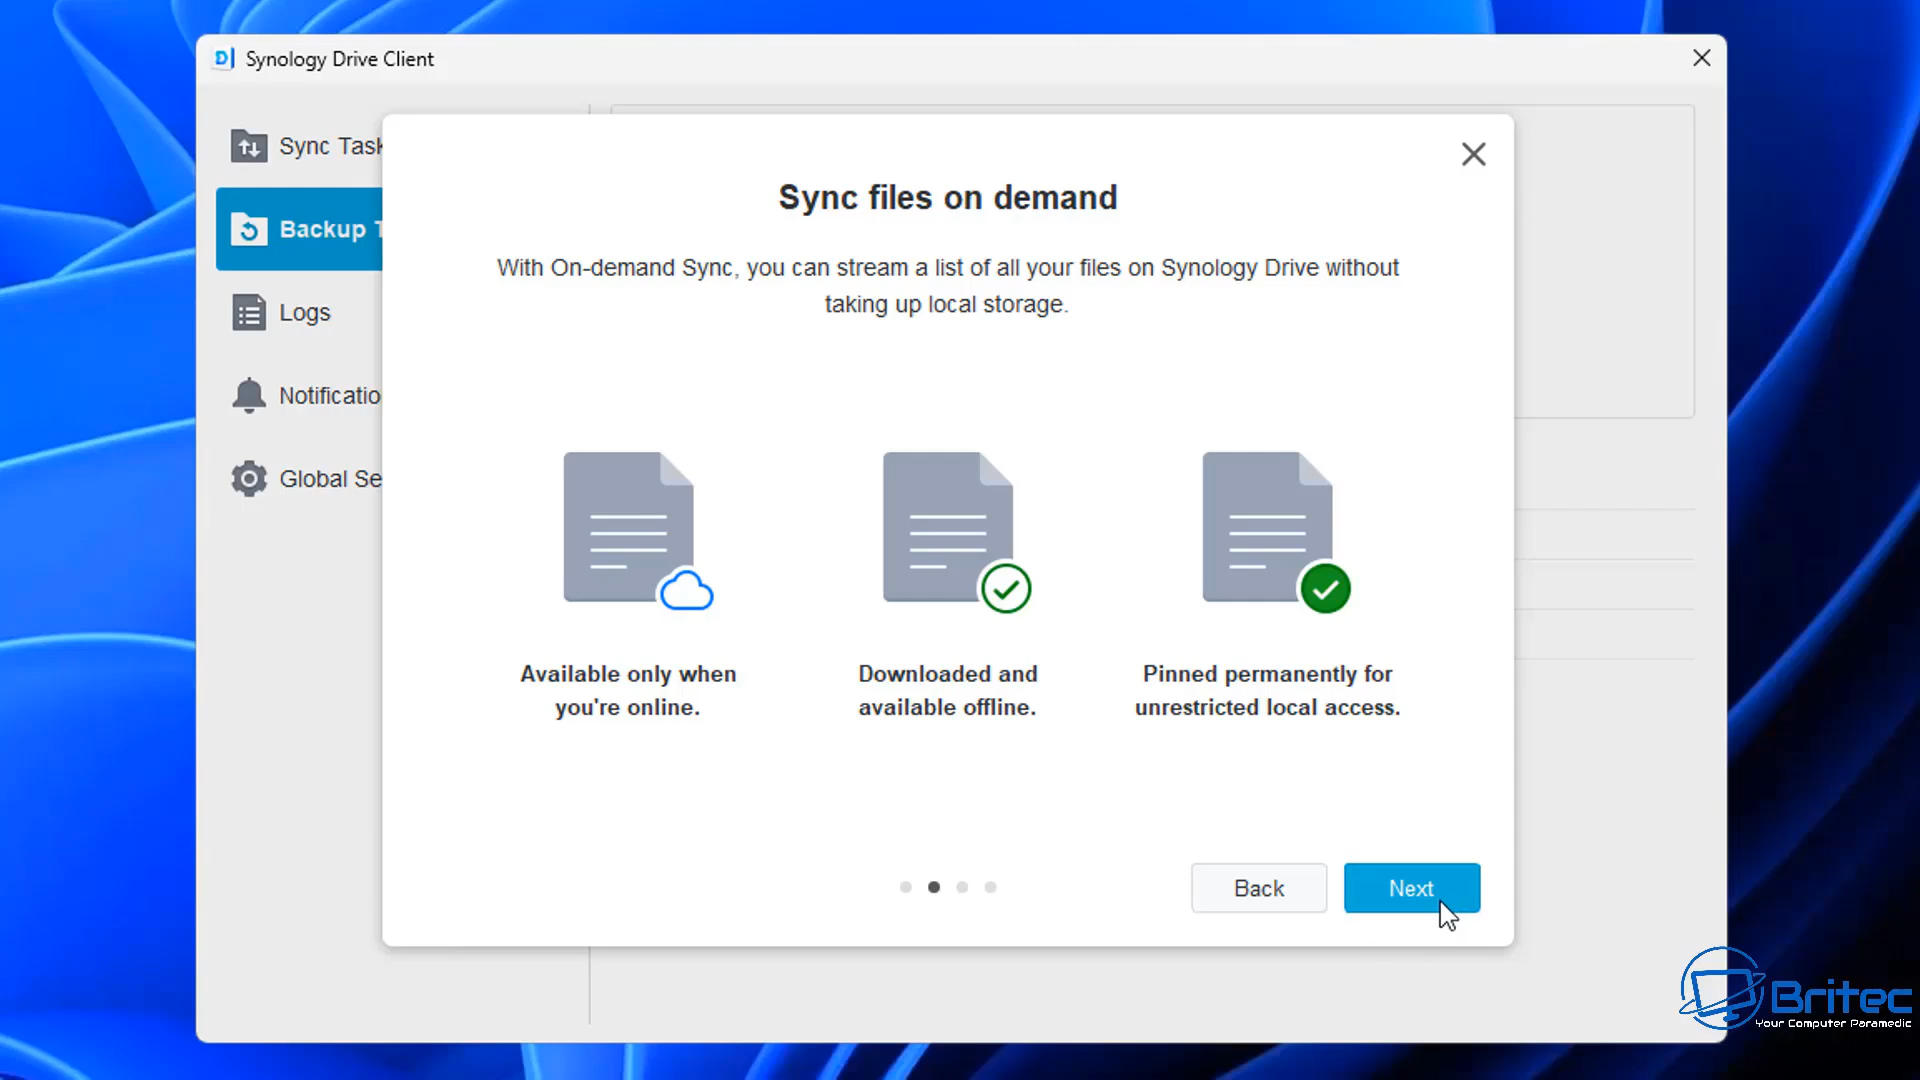 Synology Drive Client
Sync Task
Backup T
Logs
Notificatio
Global Se
Sync files on demand
With On-demand Sync, you can stream a list of all your files on Synology Drive without
taking up local storage.
Available only when
you're online.
Downloaded and
available offline.
Pinned permanently for
unrestricted local access.
Back
Next
Britec
Your Computer Paramedic